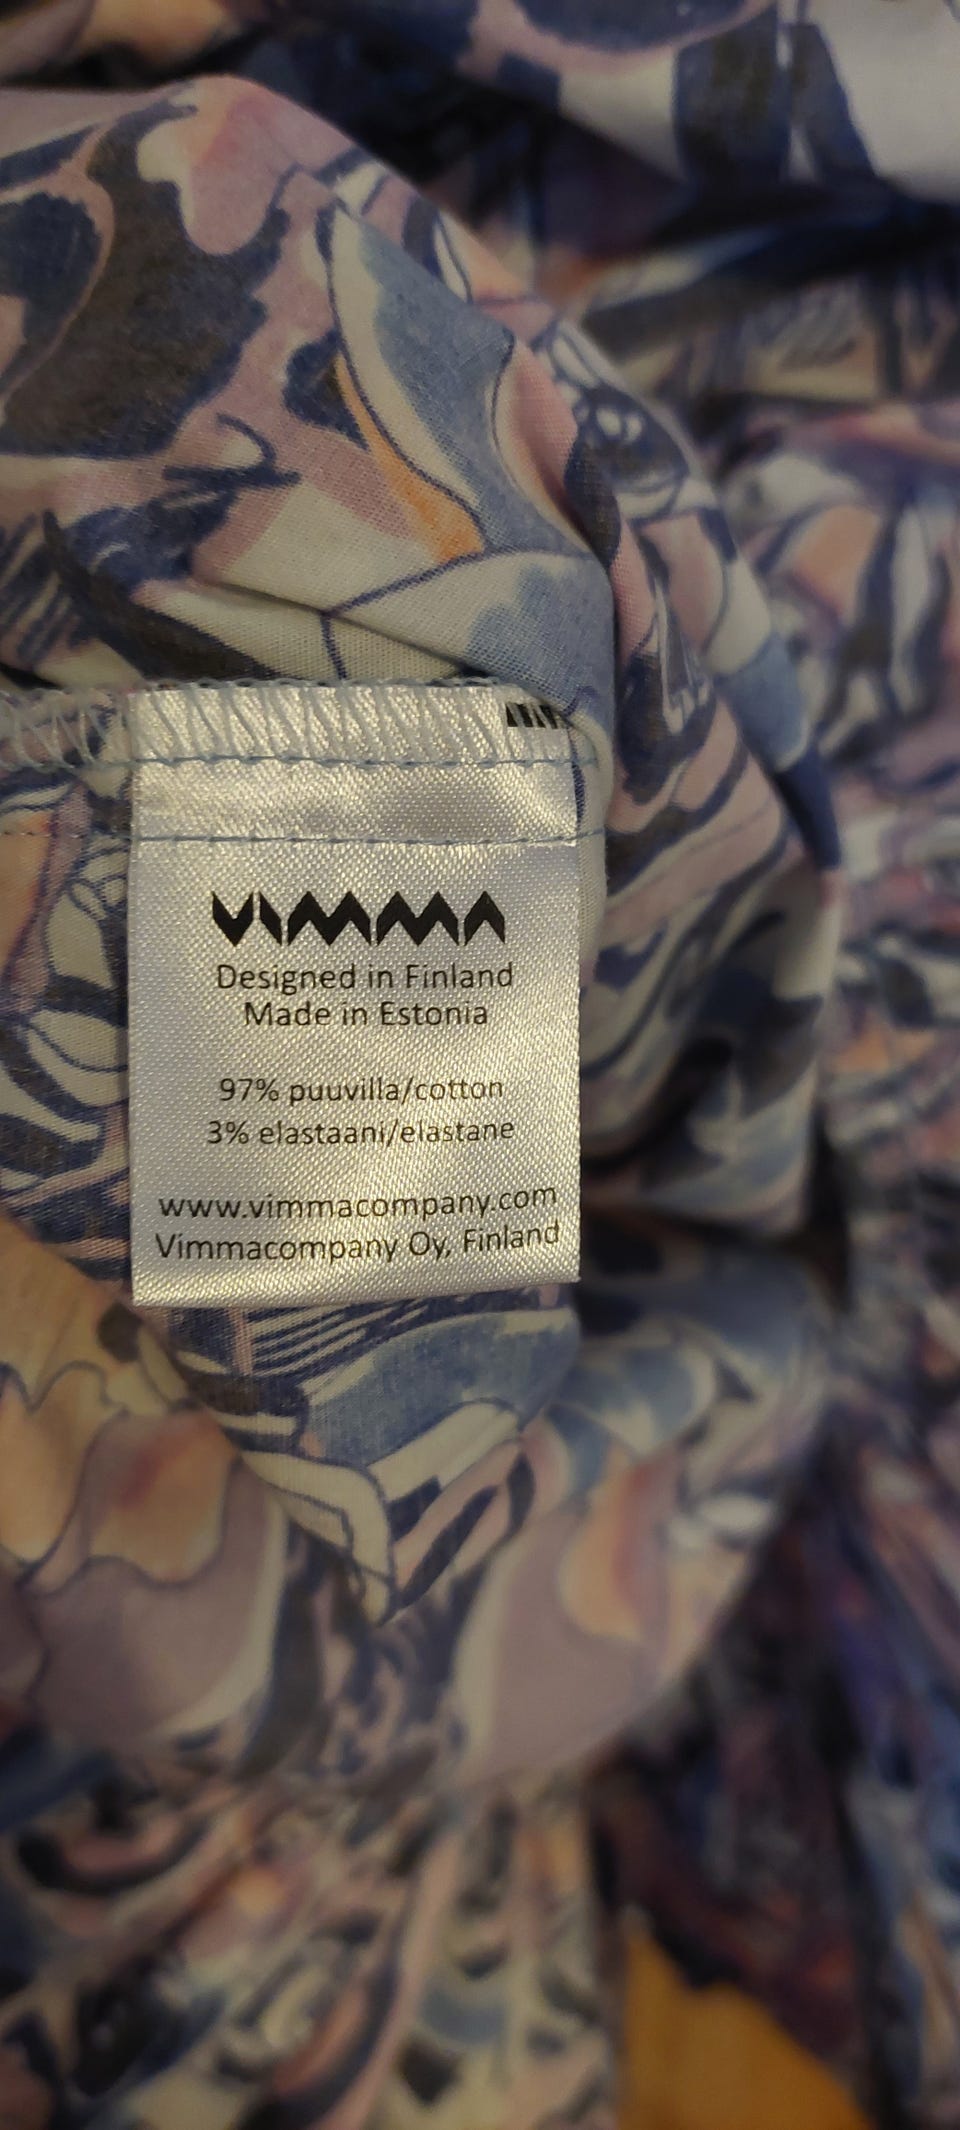 VIMMA
Designed in Finland
Made in Estonia
97% puuvilla/cotton
3% elastaani/elastane
www.vimmacompany.com
Vimmacompany Oy, Finland